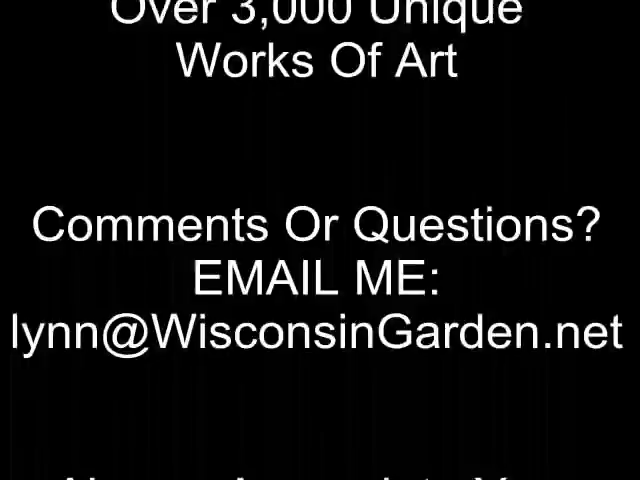 Over 3,000 Unique
Works Of Art
Comments Or Questions?
EMAIL ME:
lynn@WisconsinGarden.net